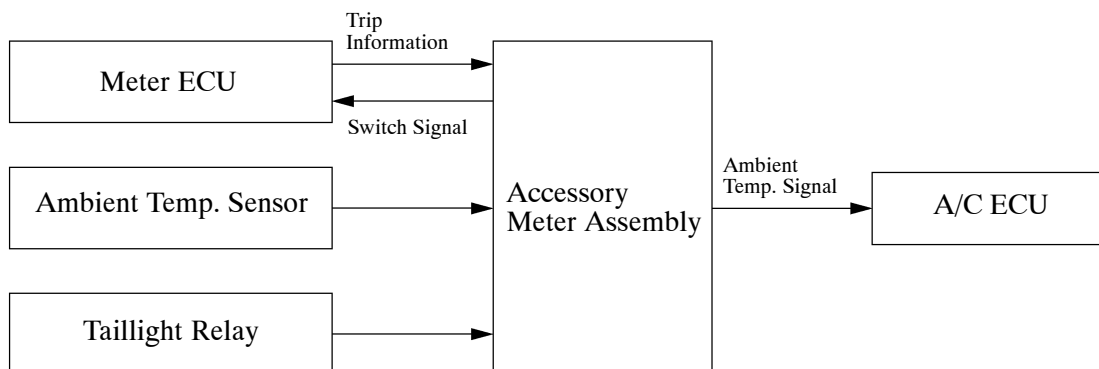 Trip
Information
Meter ECU
Switch Signal
Ambient Temp. Sensor
Taillight Relay
Accessory
Meter Assembly
Ambient
Temp. Signal
A/C ECU